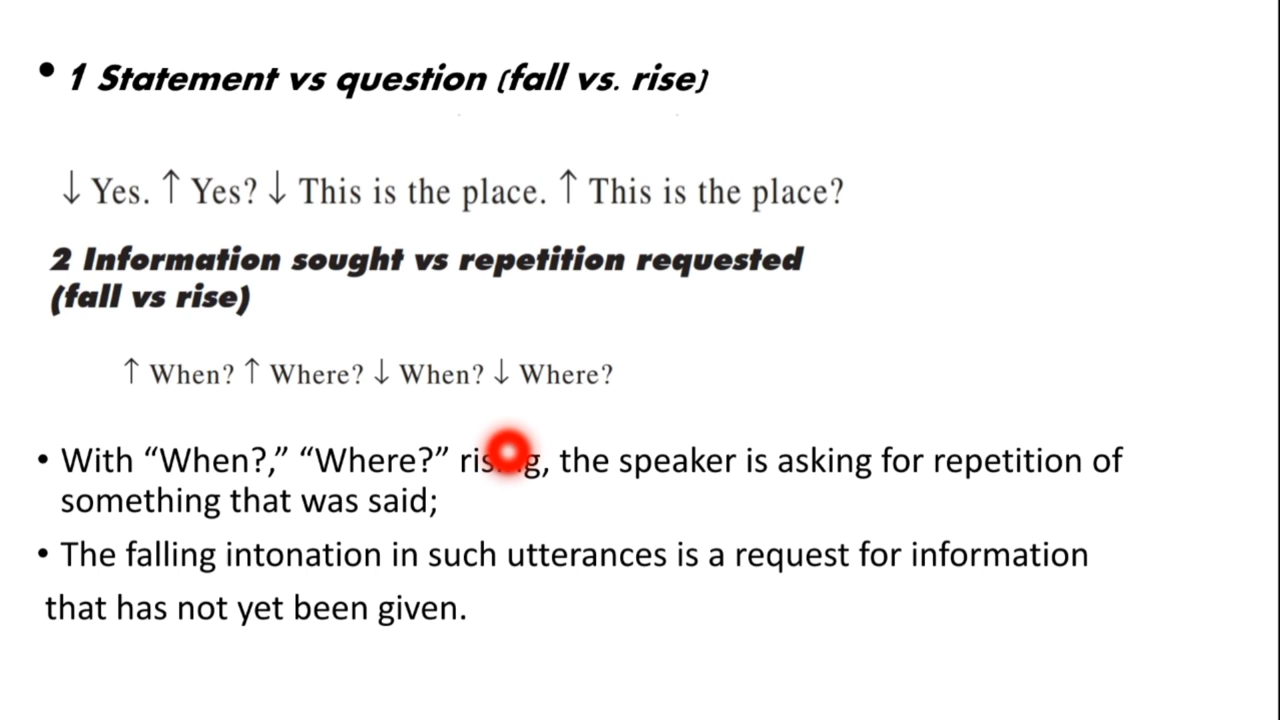 • 1 Statement vs question (fall vs. rise)
↓ Yes. ↑ Yes? ↓ This is the place. ↑ This is the place?
2 Information sought vs repetition requested
(fall vs rise)
↑ When? ↑ Where? ↓ When? ↓ Where?
• With “When?,” “Where?” rising, the speaker is asking for repetition of
something that was said;
• The falling intonation in such utterances is a request for information
that has not yet been given.